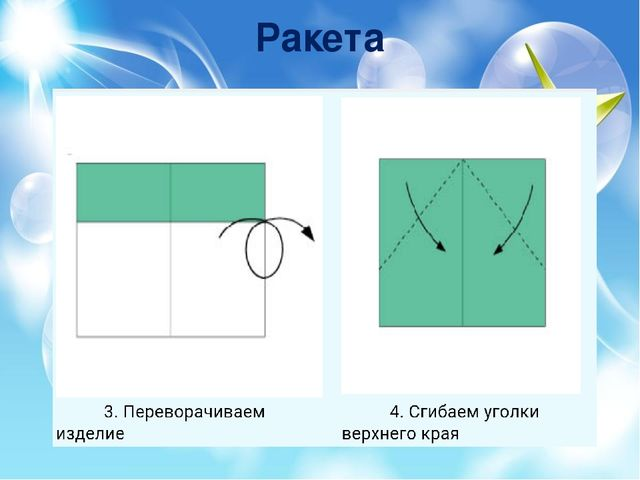 Ракета
3. Переворачиваем
изделие
4. Сгибаем уголки
верхнего края